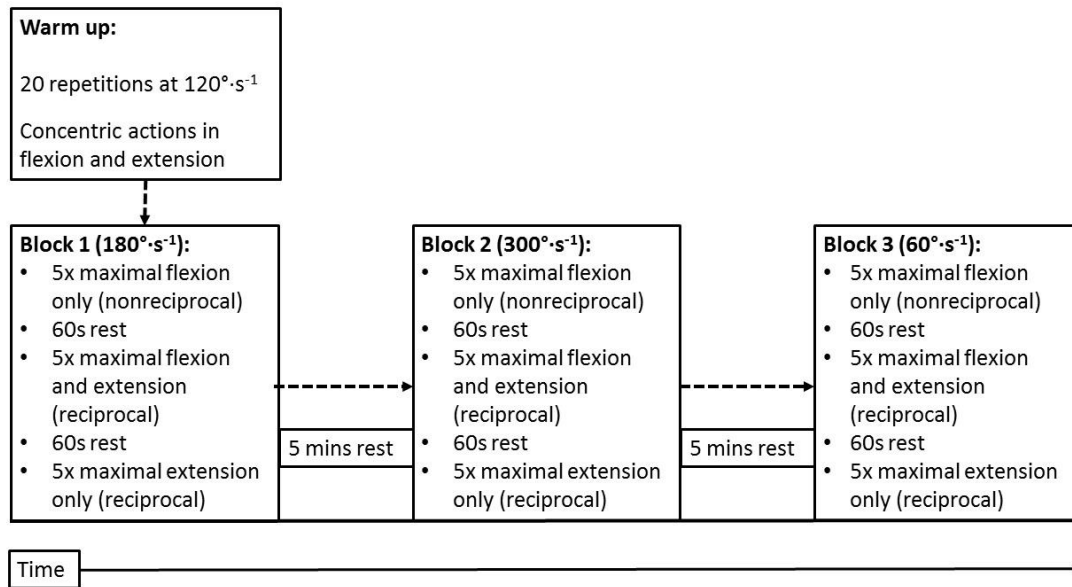 Warm up:
20 repetitions at 120°·s⁻¹
Concentric actions in
flexion and extension
Block 1 (180°·s⁻¹):
• 5x maximal flexion
only (nonreciprocal)
• 60s rest
• 5x maximal flexion
and extension
(reciprocal)
• 60s rest
• 5x maximal extension
only (reciprocal)
5 mins rest
Block 2 (300°·s⁻¹):
• 5x maximal flexion
only (nonreciprocal)
• 60s rest
• 5x maximal flexion
and extension
(reciprocal)
• 60s rest
• 5x maximal extension
only (reciprocal)
5 mins rest
Block 3 (60°·s⁻¹):
• 5x maximal flexion
only (nonreciprocal)
• 60s rest
• 5x maximal flexion
and extension
(reciprocal)
• 60s rest
• 5x maximal extension
only (reciprocal)
Time